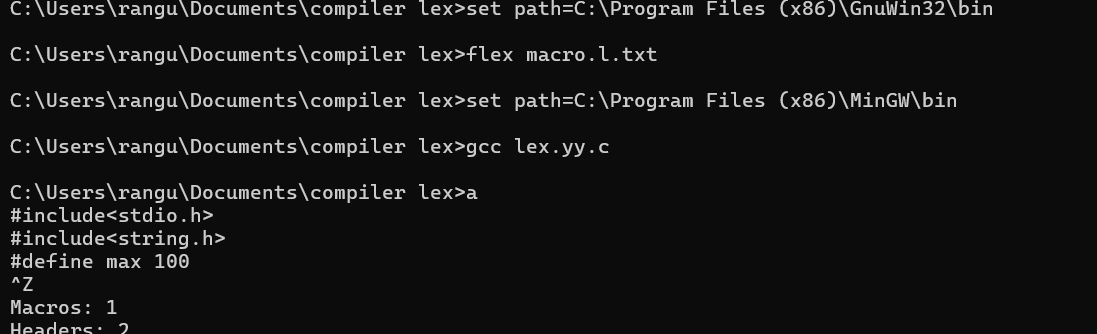 C:\Users\rangu\Documents\compiler lex>set path=C:\Program Files (x86)\GnuWin32\bin
C:\Users\rangu\Documents\compiler lex>flex macro.l.txt
C:\Users\rangu\Documents\compiler lex>set path=C:\Program Files (x86)\MinGW\bin
C:\Users\rangu\Documents\compiler lex>gcc lex.yy.c
C:\Users\rangu\Documents\compiler lex>a
#include<stdio.h>
#include<string.h>
#define max 100
^Z
Macros: 1
Headers: 2